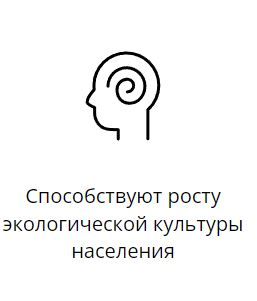 Способствуют росту
экологической культуры
населения